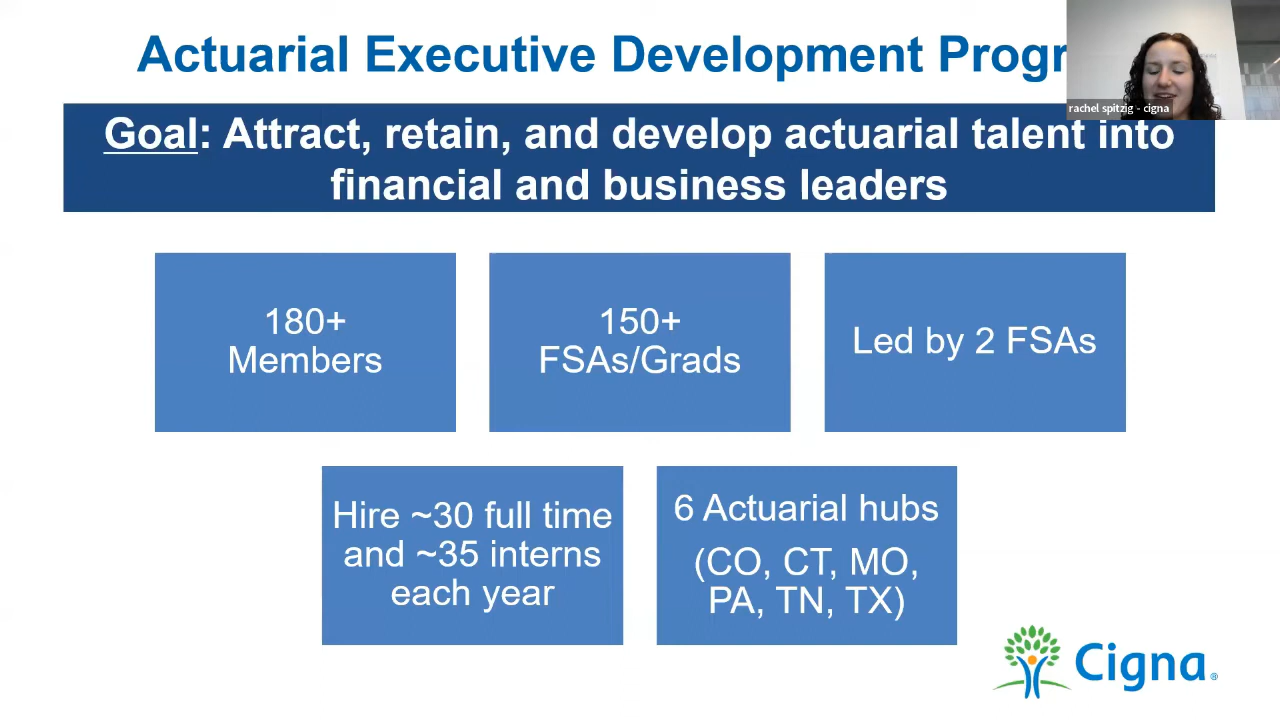 Actuarial Executive Development Progr
rachel spitzig - cigna
Goal: Attract, retain, and develop actuarial talent into
financial and business leaders
180+
Members
150+
FSAs/Grads
Led by 2 FSAs
Hire ~30 full time
and ~35 interns
each year
6 Actuarial hubs
(CO, CT, MO,
PA, TN, TX)
Cigna®